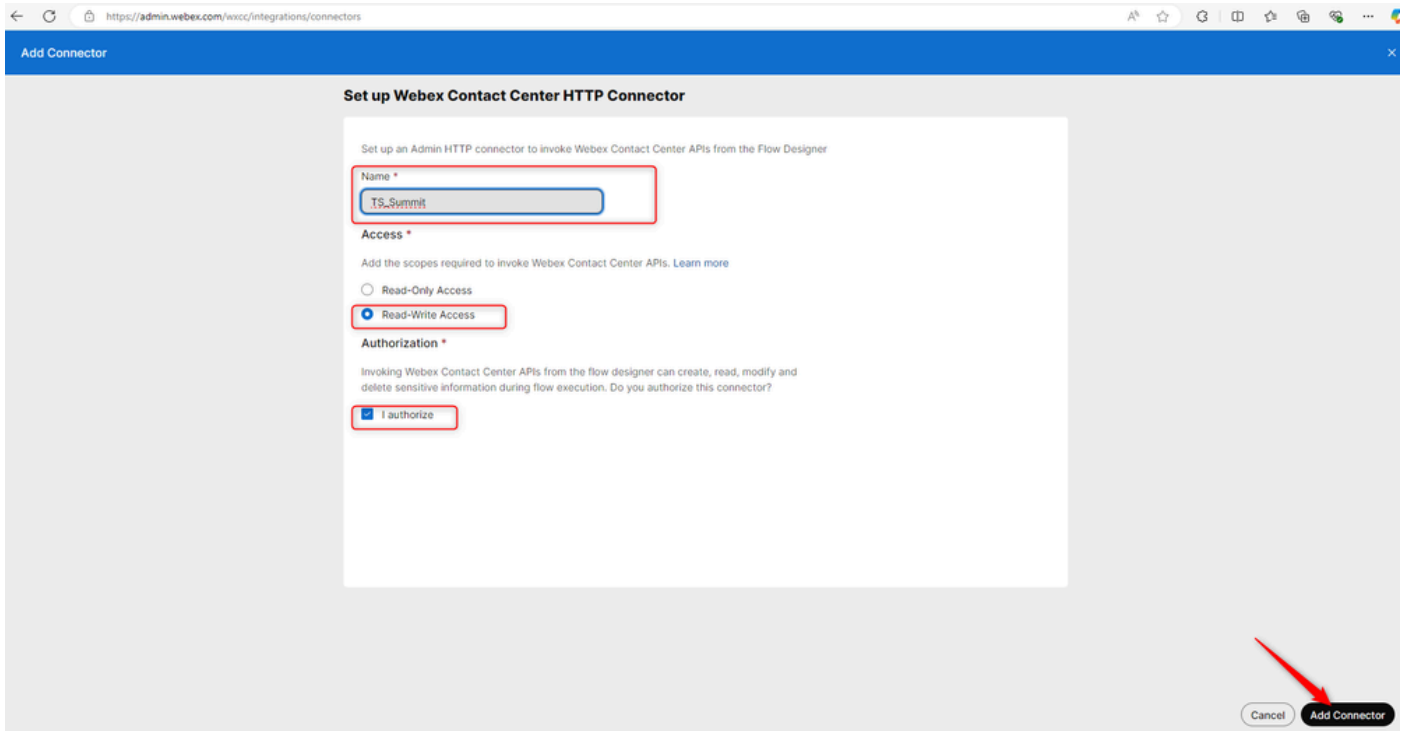 https://admin.webex.com/wxcc/integrations/connectors
Add Connector
Set up Webex Contact Center HTTP Connector
Set up an Admin HTTP connector to invoke Webex Contact Center APIs from the Flow Designer
Name *
TS_Summit
Access *
Add the scopes required to invoke Webex Contact Center APIs. Learn more
Read-Only Access
Read-Write Access
Authorization *
Invoking Webex Contact Center APIs from the flow designer can create, read, modify and
delete sensitive information during flow execution. Do you authorize this connector?
I authorize
Cancel
Add Connector